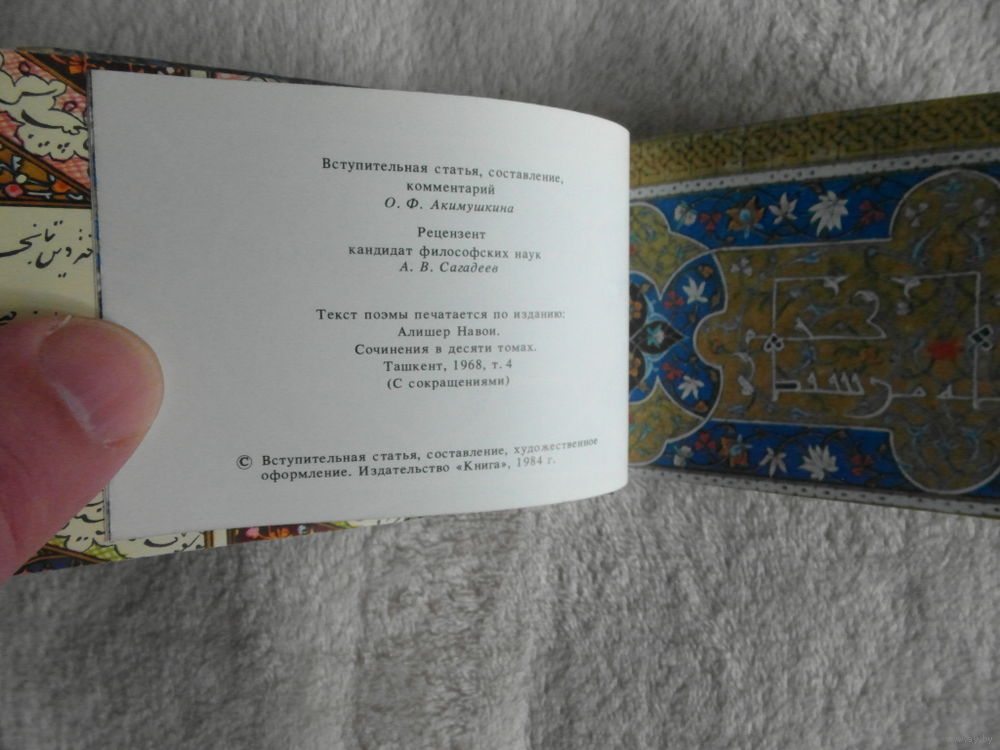 Вступительная статья, составление,
комментарий
О. Ф. Акимушкина
Рецензент
кандидат философских наук
А. В. Сагадеев
Текст поэмы печатается по изданию:
Алишер Навои.
Сочинения в десяти томах.
Ташкент, 1968, т. 4
(С сокращениями)
© Вступительная статья, составление, художественное
оформление. Издательство «Книга», 1984 г.